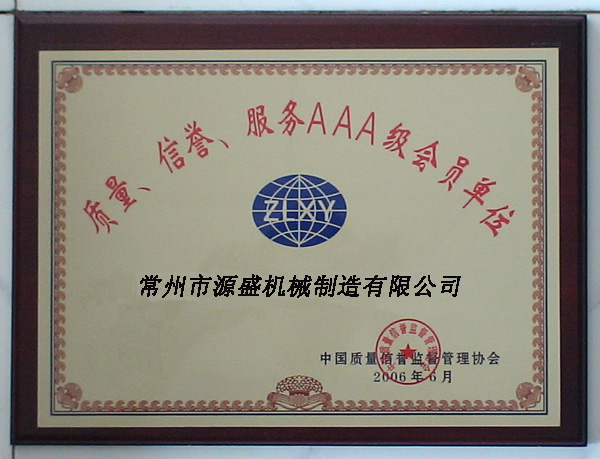 质量、信誉、服务AAA级会员单位
ZLXY
常州市源盛机械制造有限公司
中国质量信誉监督管理协会
2006年6月